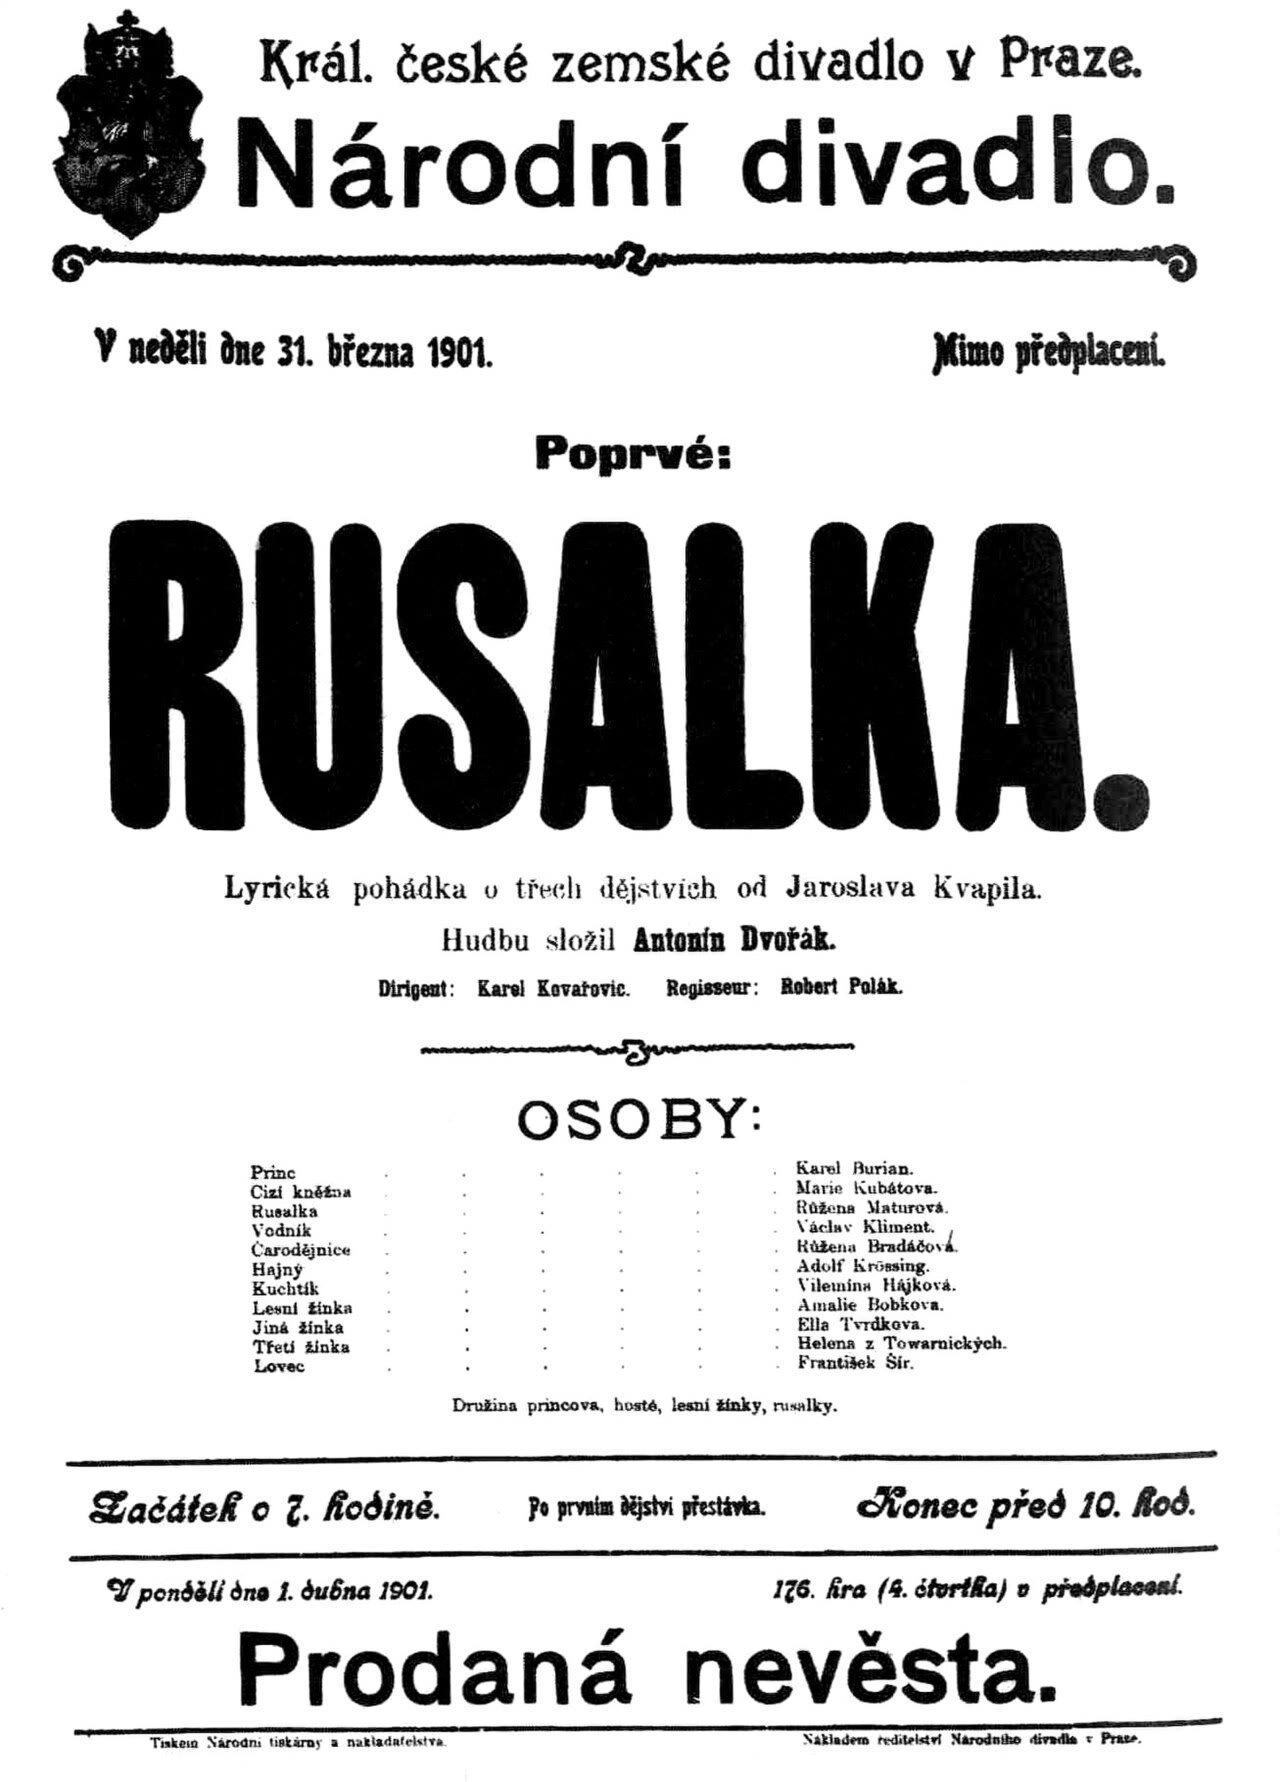 Král. české zemské divadlo v Praze.
Národní divadlo.
V neděli dne 31. března 1901. Mimo předplacení.
Poprvé:
RUSALKA.
Lyrická pohádka o třech dějstvích od Jaroslava Kvapila.
Hudbu složil Antonín Dvořák.
Dirigent: Karel Kovařovic. Regisseur: Robert Polák.
OSOBY:
Princ . . . . . . Karel Burian.
Cizí kněžna . . . . . . Marie Kubátova.
Rusalka . . . . . . Růžena Maturová.
Vodník . . . . . . Václav Kliment.
Čarodějnice . . . . . . Růžena Bradáčová.
Hajný . . . . . . Adolf Krössing.
Kuchtík . . . . . . Vilemína Hájková.
Lesní žínka . . . . . . Amalie Bobkova.
Jiná žínka . . . . . . Ella Tvrdkova.
Třetí žínka . . . . . . Helena z Towarnických.
Lovec . . . . . . František Šír.
Družina princova, hosté, lesní žínky, rusalky.
Začátek o 7. hodině. Po prvním dějství přestávka. Konec před 10. hod.
V pondělí dne 1. dubna 1901. 176. hra (4. čtvrtka) v předplacení.
Prodaná nevěsta.
Tiskem Národní tiskárny a nakladatelstva. Nákladem ředitelství Národního divadla v Praze.